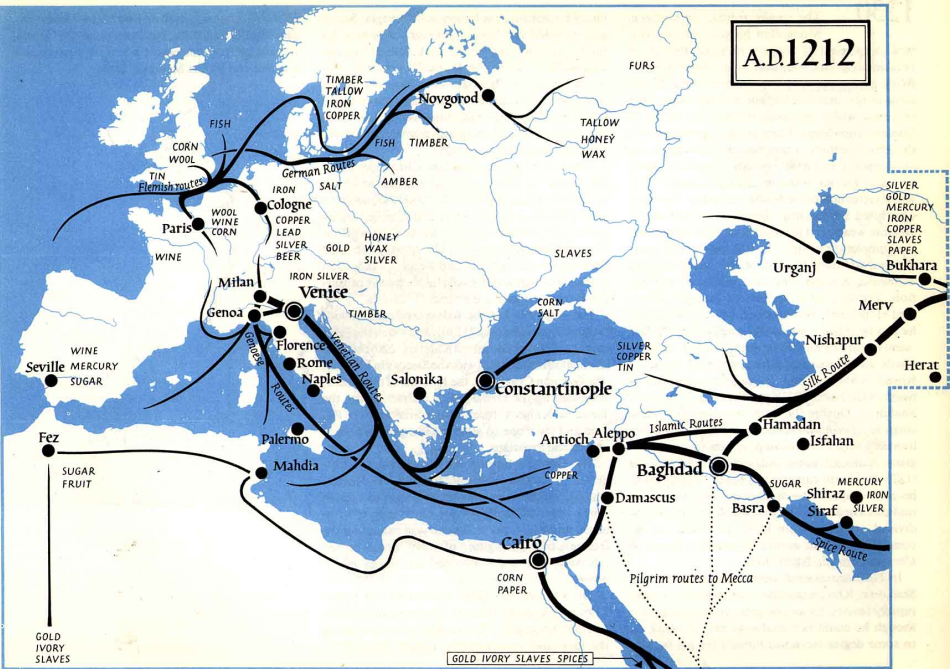 A.D.1212
FURS
TIMBER
TALLOW
IRON
COPPER
Novgorod
TALLOW
HONEY
WAX
FISH
FISH
TIMBER
CORN
WOOL
German Routes
AMBER
TIN
Flemish routes
SALT
IRON
Cologne
COPPER
LEAD
SILVER
BEER
WOOL
WINE
CORN
Paris
WINE
GOLD
HONEY
WAX
SILVER
SLAVES
SILVER
GOLD
MERCURY
IRON
COPPER
SLAVES
PAPER
Urganj
Bukhara
Merv
Milan
IRON SILVER
Venice
TIMBER
Genoa
CORN
SALT
Florence
Rome
Naples
Genoese
Routes
Venetian Routes
Nishapur
Herat
Silk Route
SILVER
COPPER
TIN
Seville
WINE
MERCURY
SUGAR
Salonika
Constantinople
Palermo
Fez
SUGAR
FRUIT
Mahdia
Antioch
Aleppo
Islamic Routes
Hamadan
Isfahan
COPPER
Baghdad
Damascus
SUGAR
Basra
MERCURY
IRON
SILVER
Shiraz
Siraf
Spice Route
Cairo
CORN
PAPER
Pilgrim routes to Mecca
GOLD
IVORY
SLAVES
GOLD IVORY SLAVES SPICES